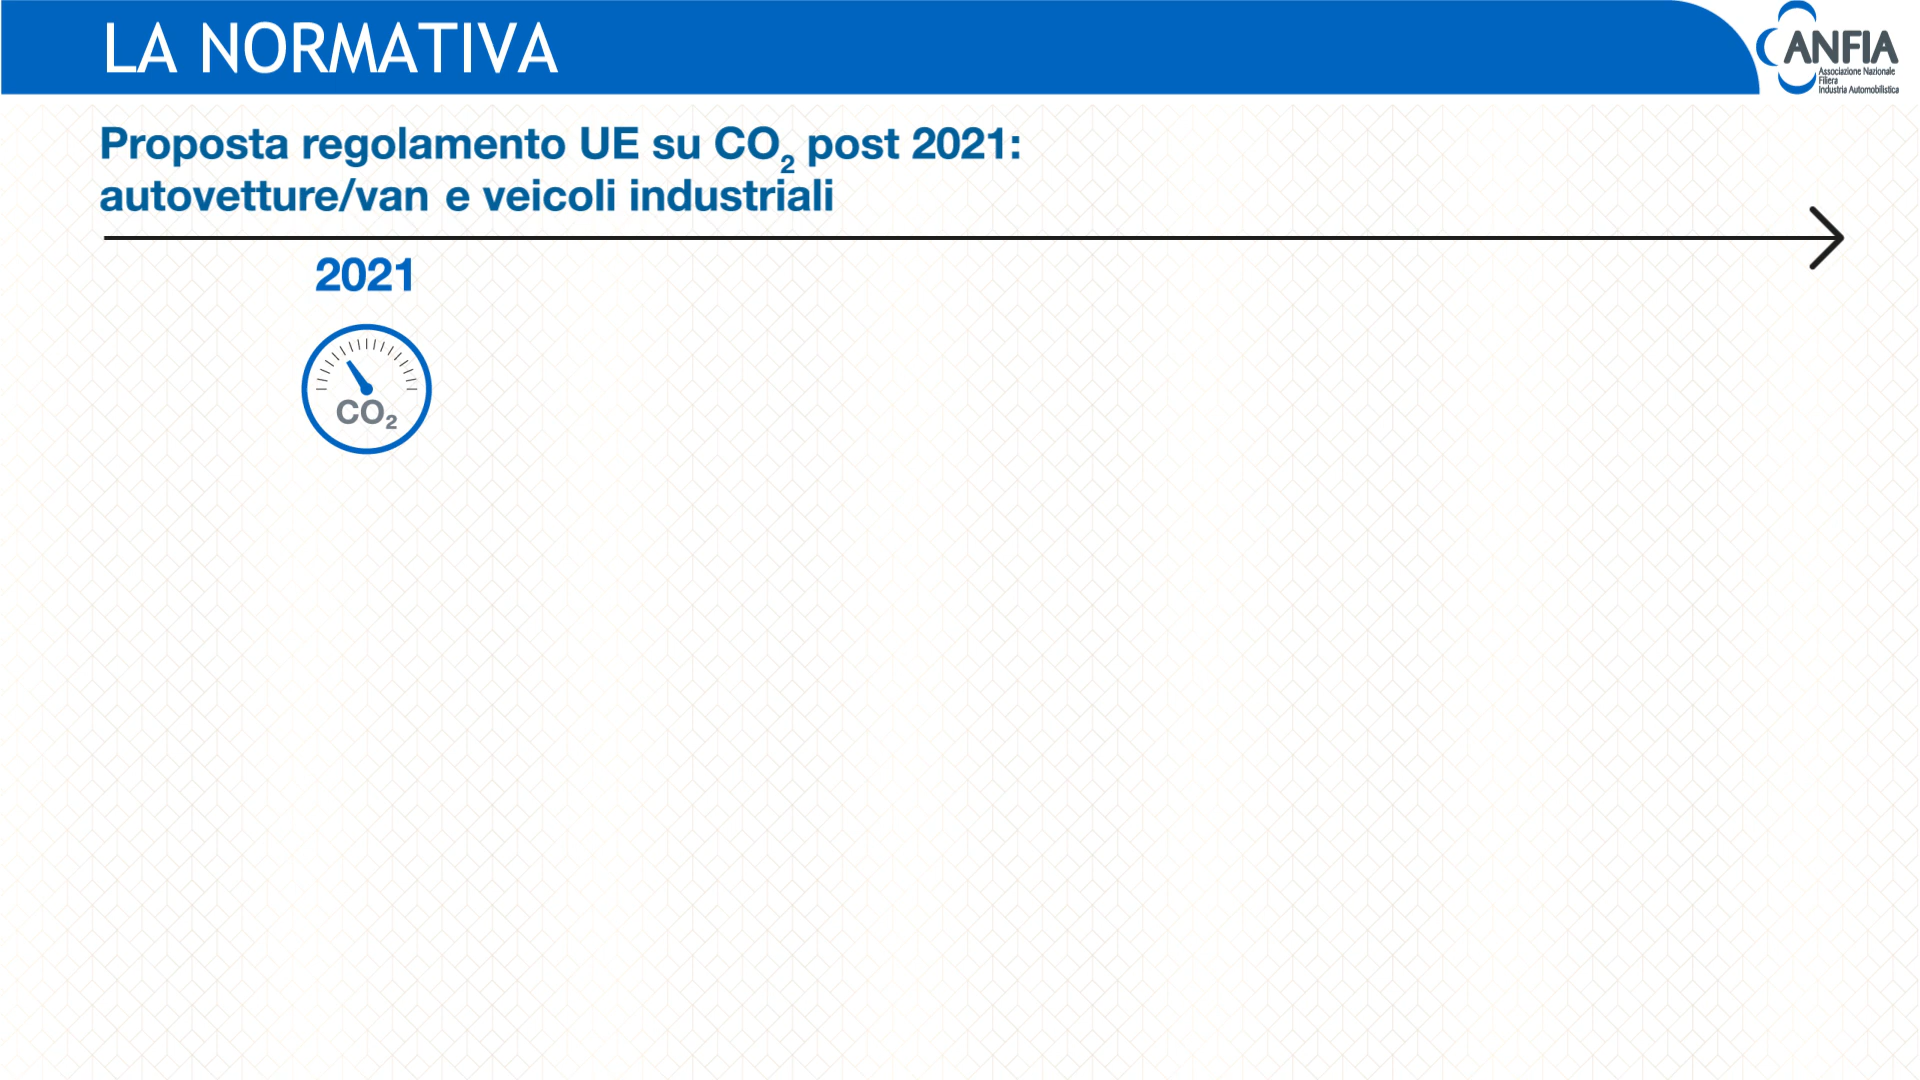 LA NORMATIVA
ANFIA
Associazione Nazionale
Filiera
Industria Automobilistica
Proposta regolamento UE su CO₂ post 2021:
autovetture/van e veicoli industriali
2021
CO₂